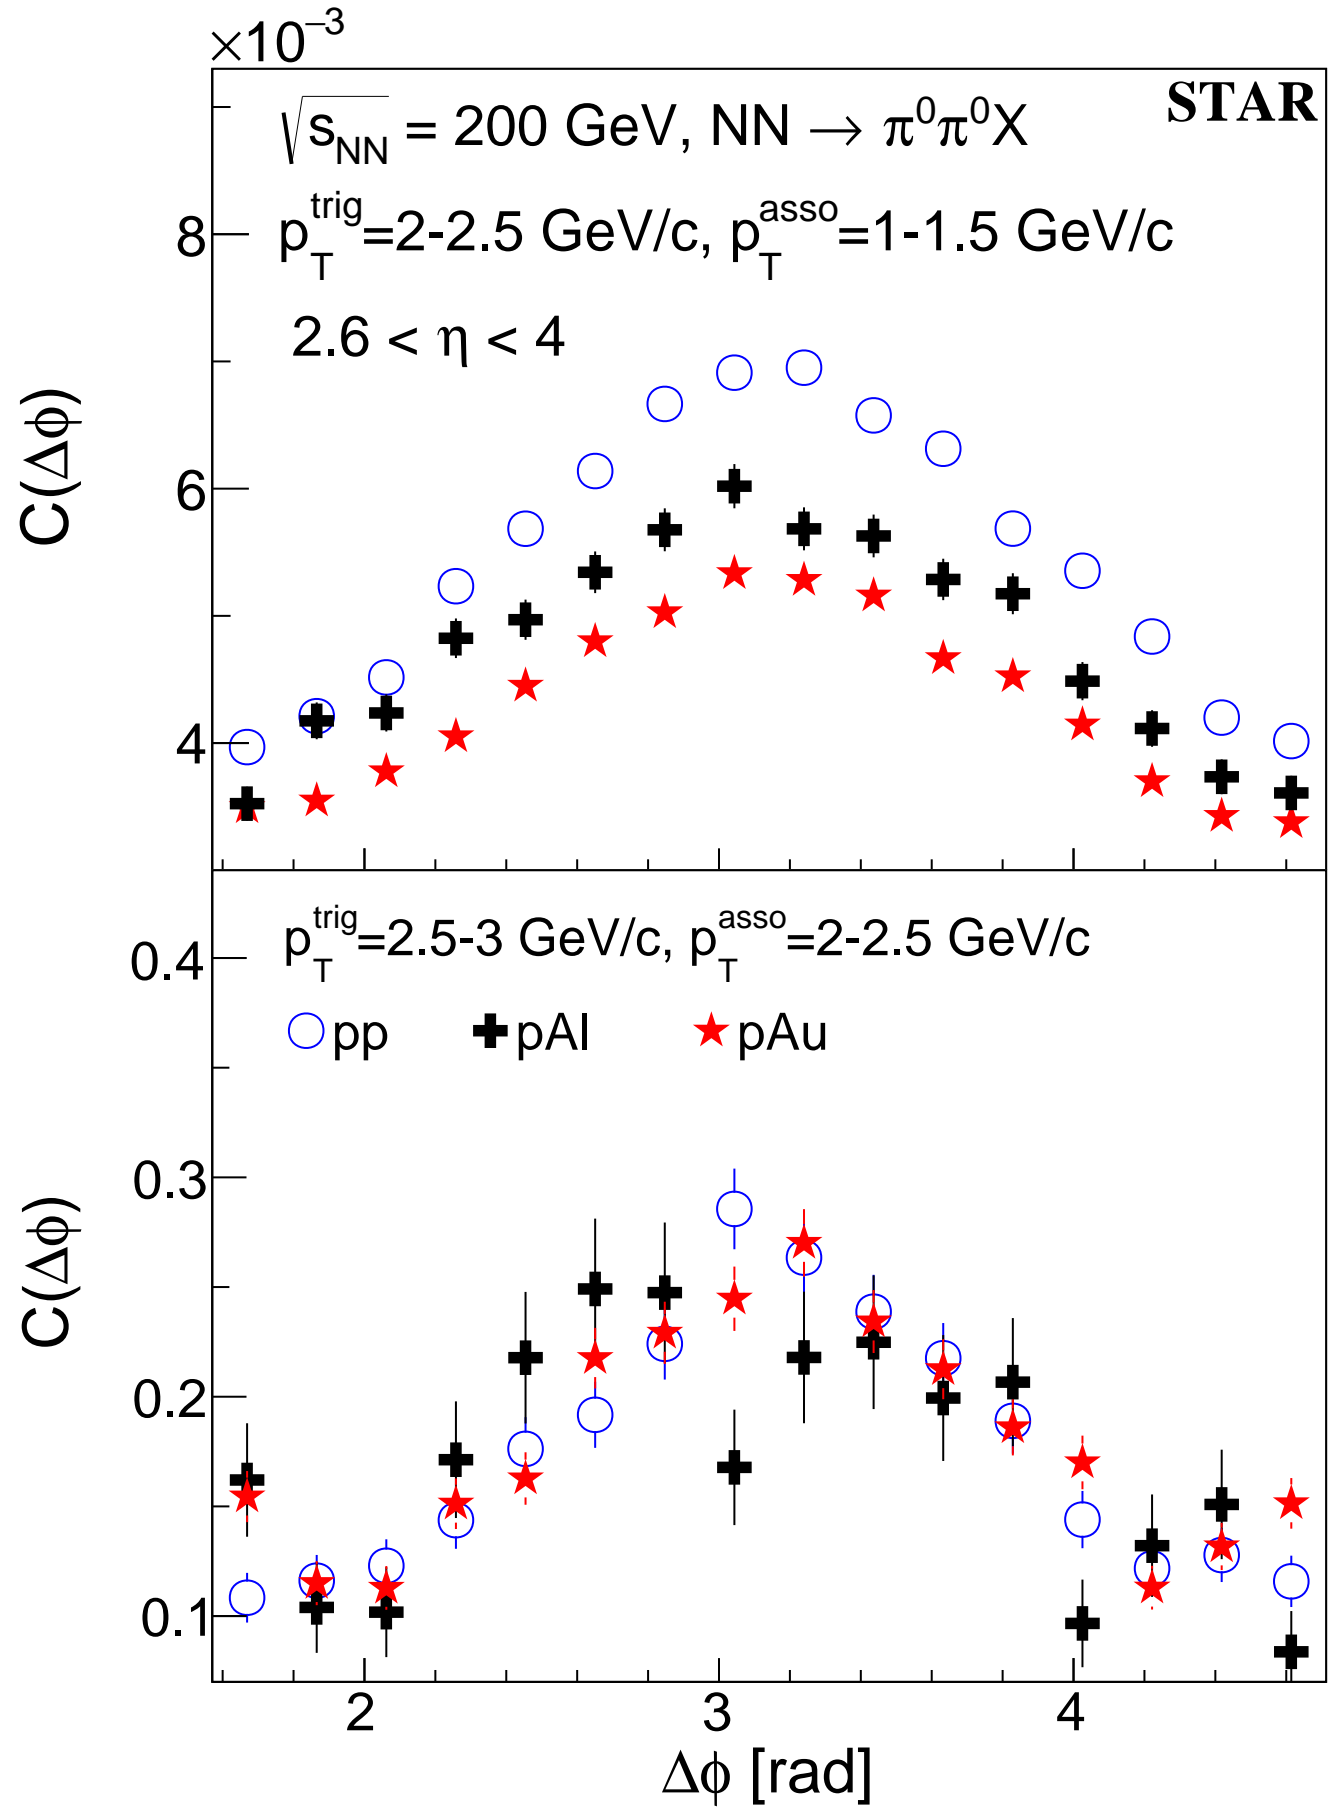 ×10⁻³
STAR
√s_NN = 200 GeV, NN → π⁰π⁰X
p_T^trig=2-2.5 GeV/c, p_T^asso=1-1.5 GeV/c
2.6 < η < 4
8
6
4
C(Δϕ)
p_T^trig=2.5-3 GeV/c, p_T^asso=2-2.5 GeV/c
pp pAl pAu
0.4
0.3
0.2
0.1
C(Δϕ)
2 3 4
Δϕ [rad]